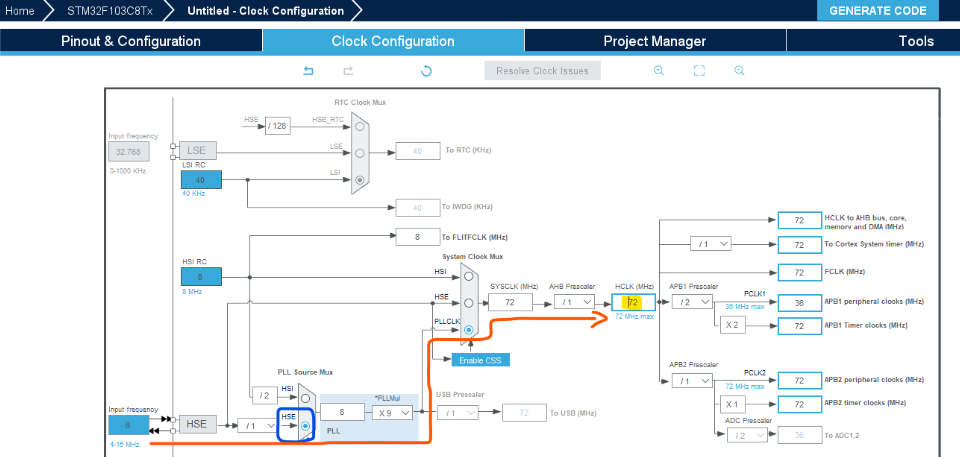 Home STM32F103C8Tx Untitled - Clock Configuration GENERATE CODE
Pinout & Configuration Clock Configuration Project Manager Tools
Resolve Clock Issues
RTC Clock Mux
HSE / 128 HSE_RTC
Input frequency
32.768
0-1000 KHz
LSE LSE 40 To RTC (KHz)
LSI RC
40
40 KHz
LSI
40 To IWDG (KHz)
8 To FLITFCLK (MHz)
HSI RC
8
8 MHz
System Clock Mux
HSI
HSE
PLLCLK
Enable CSS
SYSCLK (MHz)
72
AHB Prescaler
/ 1
HCLK (MHz)
72
72 MHz max
72 HCLK to AHB bus, core,
memory and DMA (MHz)
/ 1 72 To Cortex System timer (MHz)
72 FCLK (MHz)
APB1 Prescaler
/ 2
PCLK1
36 MHz max
36 APB1 peripheral clocks (MHz)
X 2 72 APB1 Timer clocks (MHz)
APB2 Prescaler
/ 1
PCLK2
72 MHz max
72 APB2 peripheral clocks (MHz)
X 1 72 APB2 timer clocks (MHz)
ADC Prescaler
/ 2 36 To ADC1,2
PLL Source Mux
/ 2 HSI
Input frequency
8
4-16 MHz
HSE / 1 HSE
8
*PLLMul
X 9
PLL
USB Prescaler
/ 1 72 To USB (MHz)